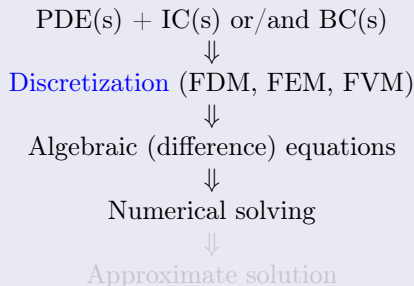 PDE(s) + IC(s) or/and BC(s)
⇓
Discretization (FDM, FEM, FVM)
⇓
Algebraic (difference) equations
⇓
Numerical solving
⇓
Approximate solution